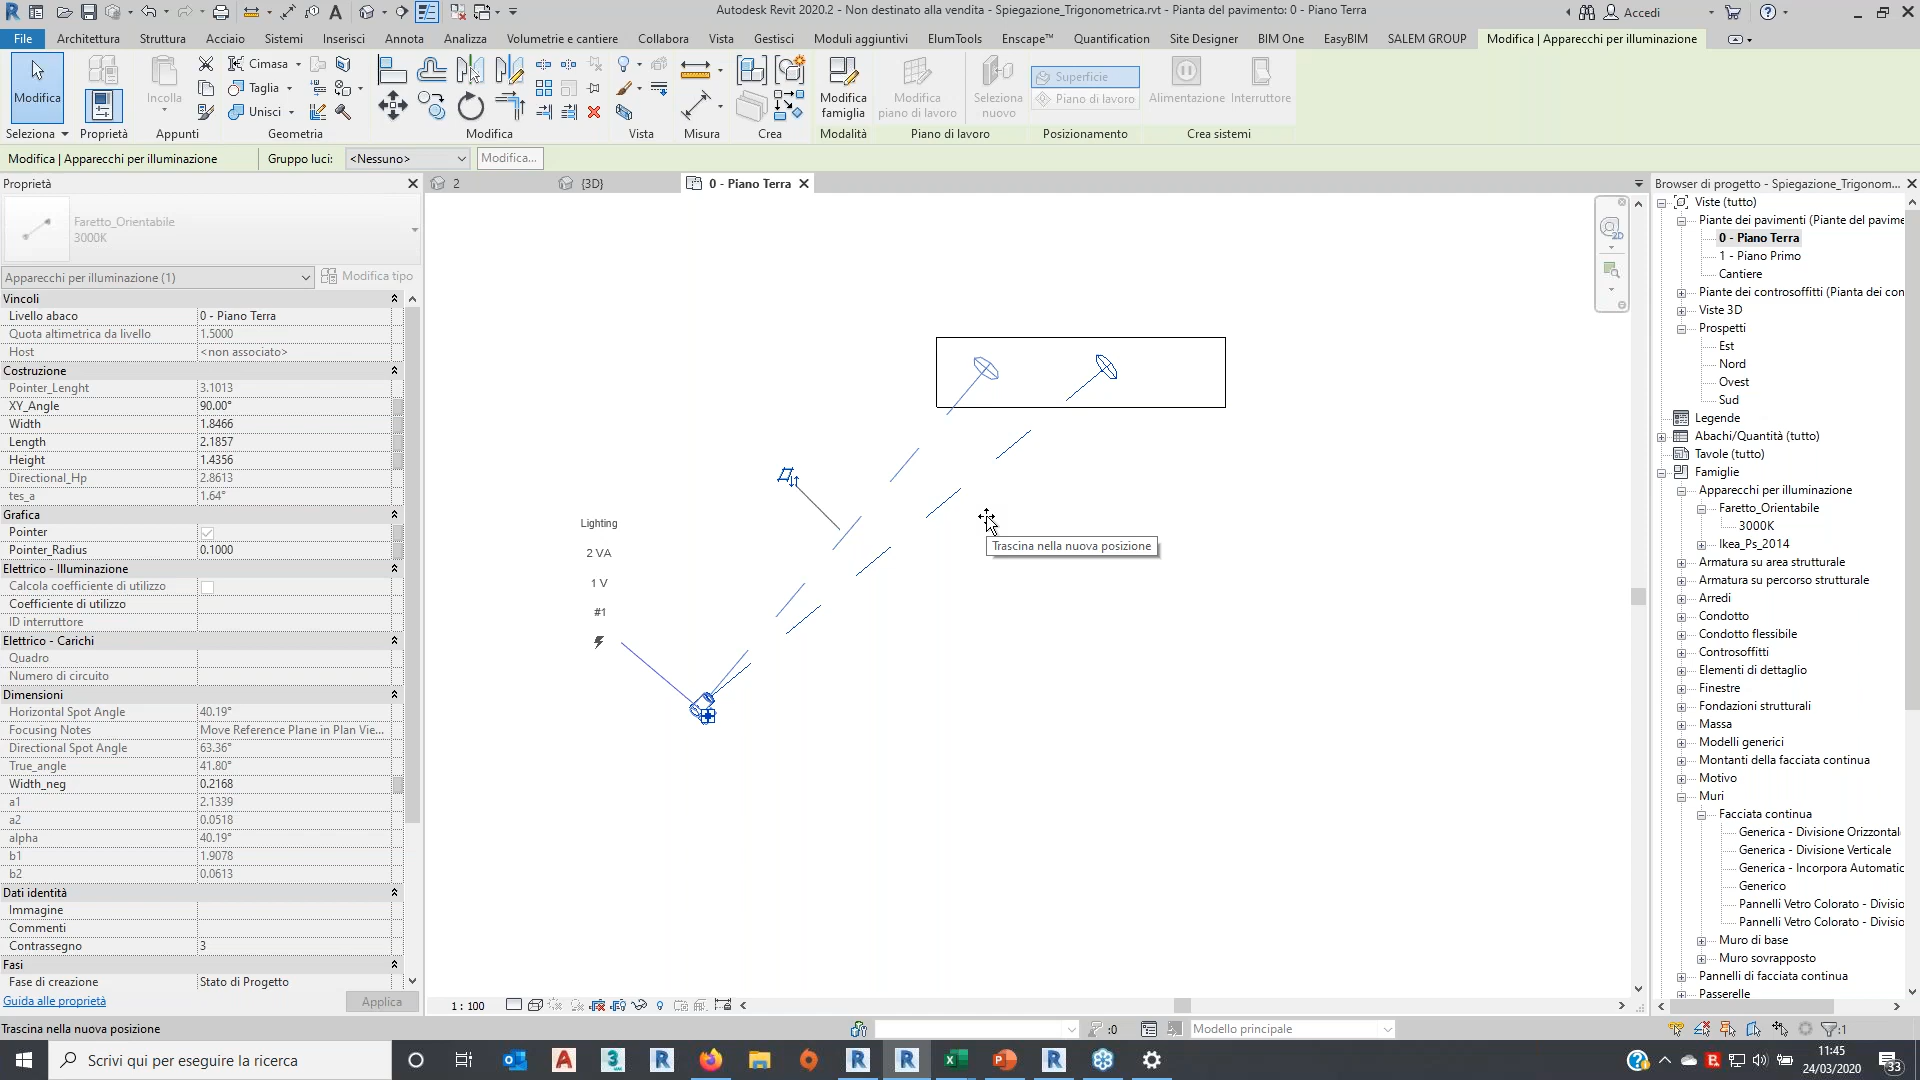 Autodesk Revit 2020.2 - Non destinato alla vendita - Spiegazione_Trigonometrica.rvt - Pianta del pavimento: 0 - Piano Terra
Accedi
File Architettura Struttura Acciaio Sistemi Inserisci Annota Analizza Volumetrie e cantiere Collabora Vista Gestisci Moduli aggiuntivi ElumTools Enscape™ Quantification Site Designer BIM One EasyBIM SALEM GROUP Modifica | Apparecchi per illuminazione
Modifica
Incolla
Cimasa
Taglia
Unisci
Modifica
famiglia
Modifica
piano di lavoro
Seleziona
nuovo
Superficie
Piano di lavoro
Alimentazione Interruttore
Seleziona Proprietà Appunti Geometria Modifica Vista Misura Crea Modalità Piano di lavoro Posizionamento Crea sistemi
Modifica | Apparecchi per illuminazione Gruppo luci: <Nessuno> Modifica...
Proprietà
Faretto_Orientabile
3000K
Apparecchi per illuminazione (1) Modifica tipo
Vincoli
Livello abaco 0 - Piano Terra
Quota altimetrica da livello 1.5000
Host <non associato>
Costruzione
Pointer_Lenght 3.1013
XY_Angle 90.00°
Width 1.8466
Length 2.1857
Height 1.4356
Directional_Hp 2.8613
tes_a 1.64°
Grafica
Pointer
Pointer_Radius 0.1000
Elettrico - Illuminazione
Calcola coefficiente di utilizzo
Coefficiente di utilizzo
ID interruttore
Elettrico - Carichi
Quadro
Numero di circuito
Dimensioni
Horizontal Spot Angle 40.19°
Focusing Notes Move Reference Plane in Plan Vie...
Directional Spot Angle 63.36°
True_angle 41.80°
Width_neg 0.2168
a1 2.1339
a2 0.0518
alpha 40.19°
b1 1.9078
b2 0.0613
Dati identità
Immagine
Commenti
Contrassegno 3
Fasi
Fase di creazione Stato di Progetto
Guida alle proprietà Applica
2 {3D} 0 - Piano Terra
2D
Lighting
2 VA
1 V
#1
Trascina nella nuova posizione
1 : 100
Browser di progetto - Spiegazione_Trigonom...
Viste (tutto)
Piante dei pavimenti (Piante del pavime
0 - Piano Terra
1 - Piano Primo
Cantiere
Piante dei controsoffitti (Pianta dei con
Viste 3D
Prospetti
Est
Nord
Ovest
Sud
Legende
Abachi/Quantità (tutto)
Tavole (tutto)
Famiglie
Apparecchi per illuminazione
Faretto_Orientabile
3000K
Ikea_Ps_2014
Armatura su area strutturale
Armatura su percorso strutturale
Arredi
Condotto
Condotto flessibile
Controsoffitti
Elementi di dettaglio
Finestre
Fondazioni strutturali
Massa
Modelli generici
Montanti della facciata continua
Motivo
Muri
Facciata continua
Generica - Divisione Orizzontal
Generica - Divisione Verticale
Generica - Incorpora Automatic
Generico
Pannelli Vetro Colorato - Divisio
Pannelli Vetro Colorato - Divisio
Muro di base
Muro sovrapposto
Pannelli di facciata continua
Passerelle
Trascina nella nuova posizione :0 Modello principale :1
Scrivi qui per eseguire la ricerca
11:45
24/03/2020
33